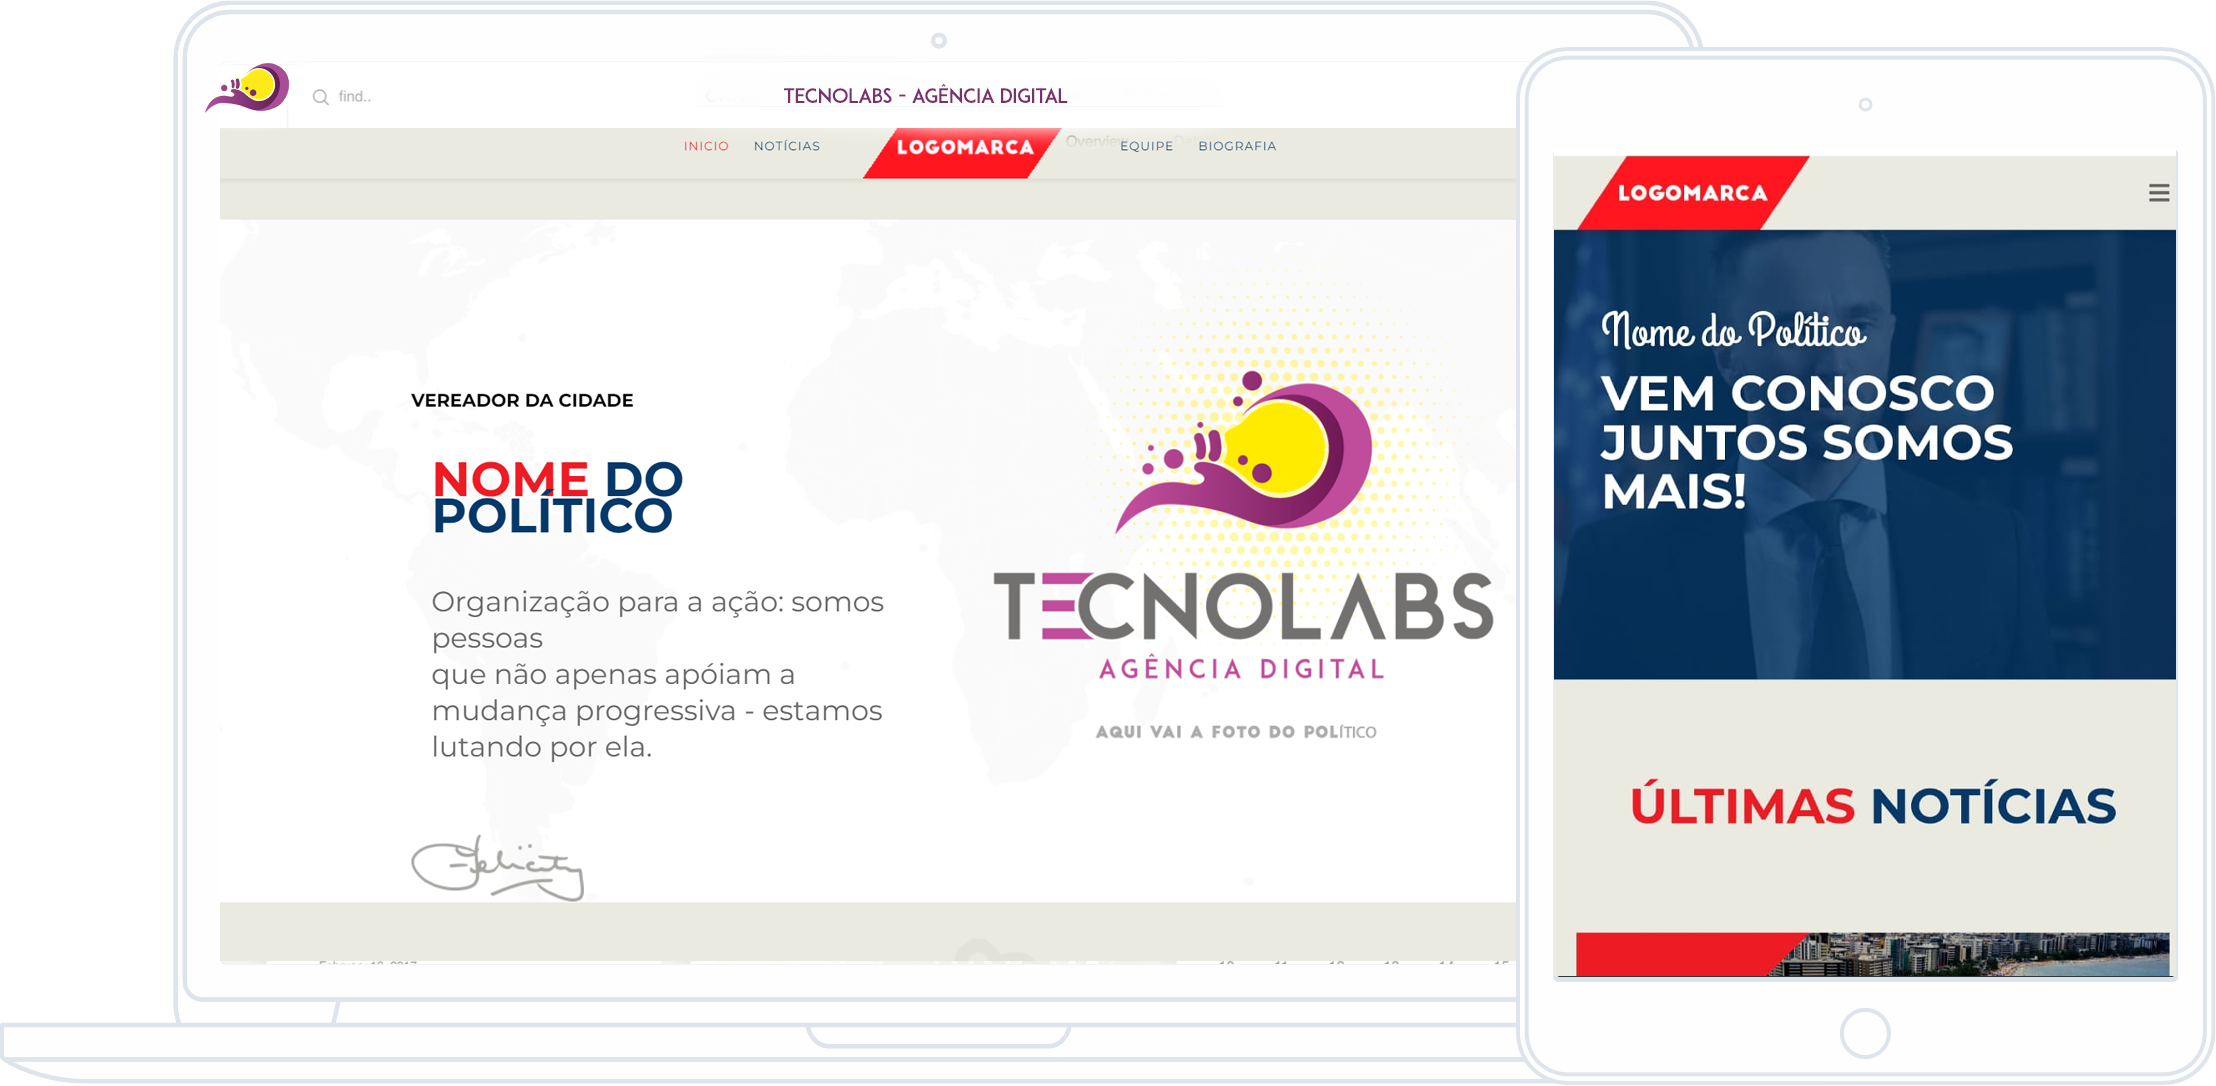 find..
TECNOLABS - AGÊNCIA DIGITAL
INICIO NOTÍCIAS LOGOMARCA Overview EQUIPE BIOGRAFIA
VEREADOR DA CIDADE
NOME DO
POLÍTICO
Organização para a ação: somos
pessoas
que não apenas apóiam a
mudança progressiva - estamos
lutando por ela.
Felicity
TECNOLABS
AGÊNCIA DIGITAL
AQUI VAI A FOTO DO POLÍTICO
LOGOMARCA
Nome do Político
VEM CONOSCO
JUNTOS SOMOS
MAIS!
ÚLTIMAS NOTÍCIAS